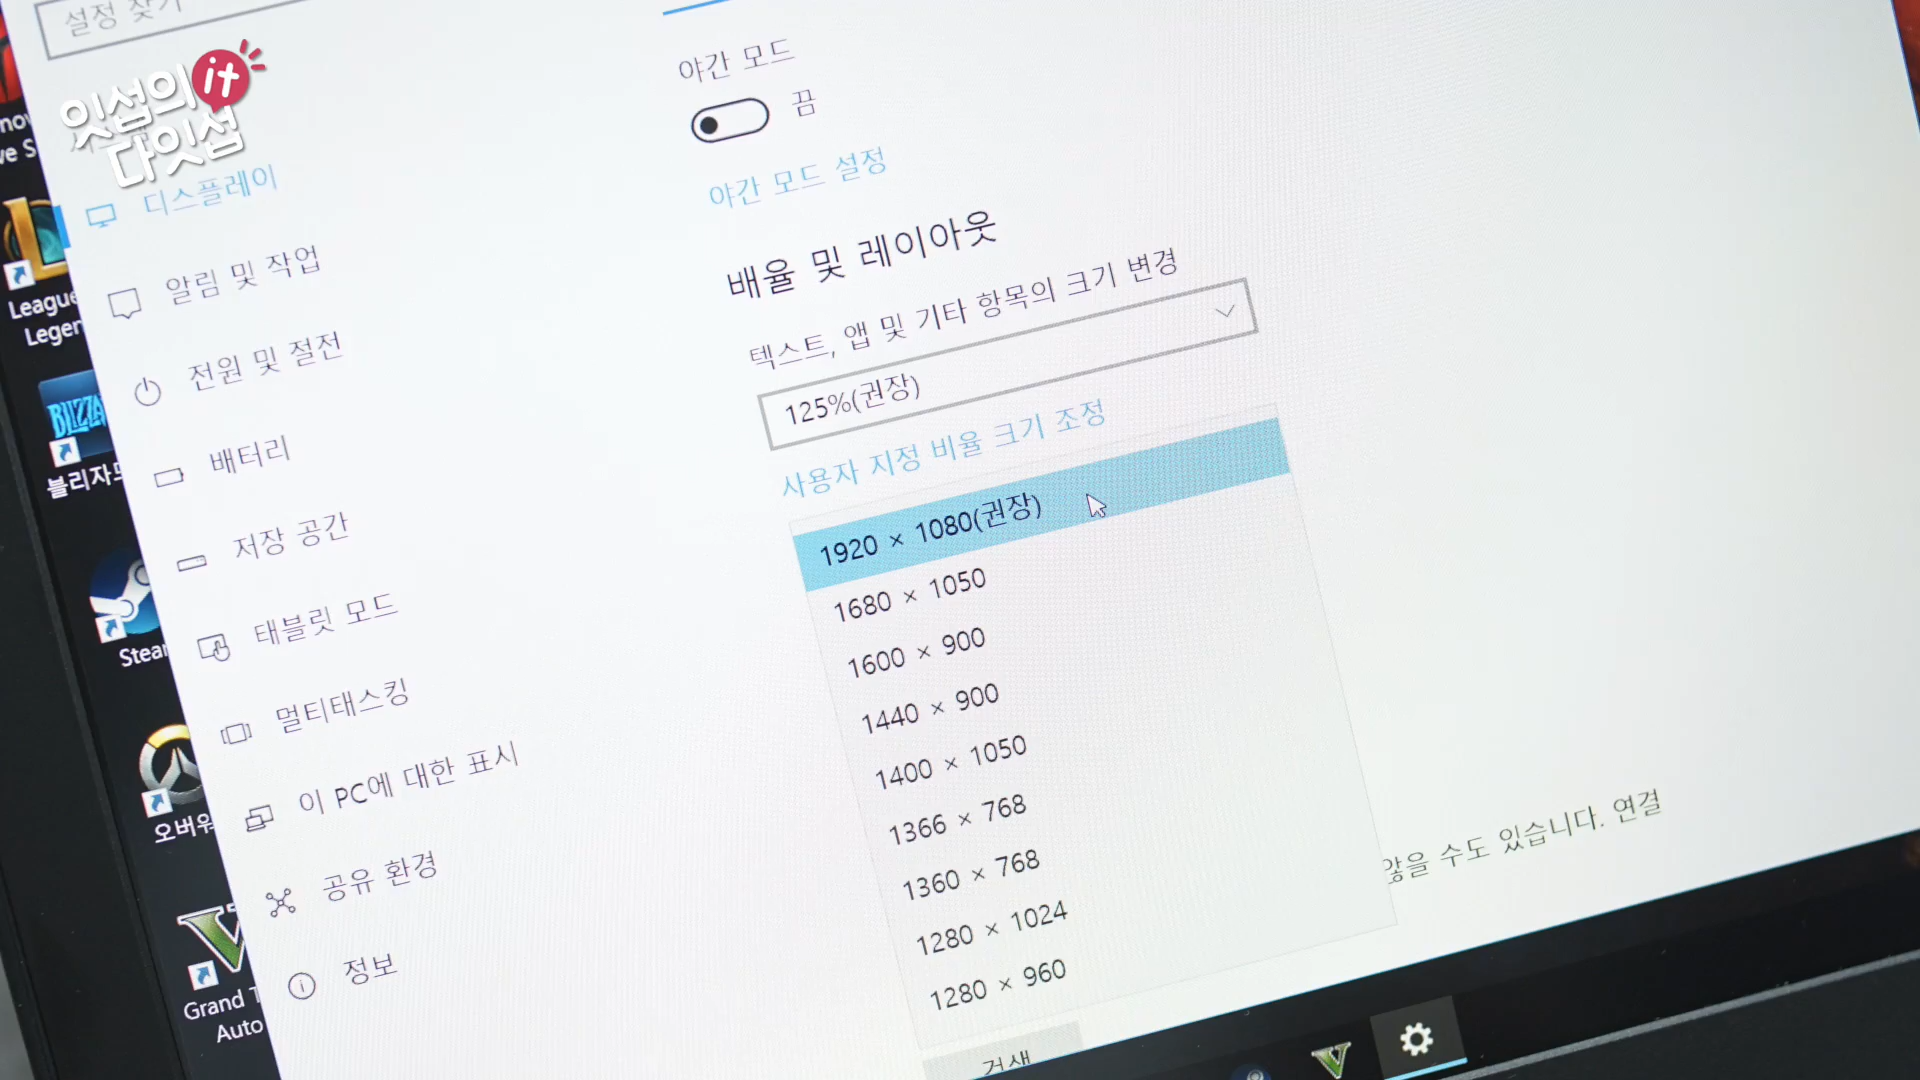 설정 찾기
잇섭의 it
다잇섭
디스플레이
알림 및 작업
전원 및 절전
배터리
저장 공간
태블릿 모드
멀티태스킹
이 PC에 대한 표시
공유 환경
정보
야간 모드
끔
야간 모드 설정
배율 및 레이아웃
텍스트, 앱 및 기타 항목의 크기 변경
125%(권장)
사용자 지정 비율 크기 조정
1920 × 1080(권장)
1680 × 1050
1600 × 900
1440 × 900
1400 × 1050
1366 × 768
1360 × 768
1280 × 1024
1280 × 960
않을 수도 있습니다. 연결
검색
League
Legen
BLIZZA
블리자드
Stea
오버워
Grand T
Auto